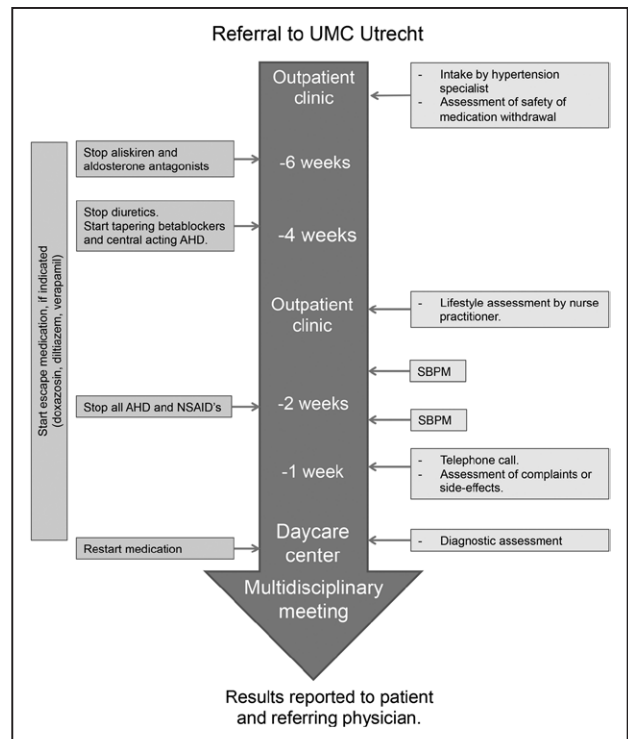 Referral to UMC Utrecht
Outpatient
clinic
- Intake by hypertension
specialist
- Assessment of safety of
medication withdrawal
Start escape medication, if indicated
(doxazosin, diltiazem, verapamil)
Stop aliskiren and
aldosterone antagonists
-6 weeks
Stop diuretics.
Start tapering betablockers
and central acting AHD.
-4 weeks
Outpatient
clinic
- Lifestyle assessment by nurse
practitioner.
SBPM
Stop all AHD and NSAID's
-2 weeks
SBPM
-1 week
- Telephone call.
- Assessment of complaints or
side-effects.
Restart medication
Daycare
center
- Diagnostic assessment
Multidisciplinary
meeting
Results reported to patient
and referring physician.